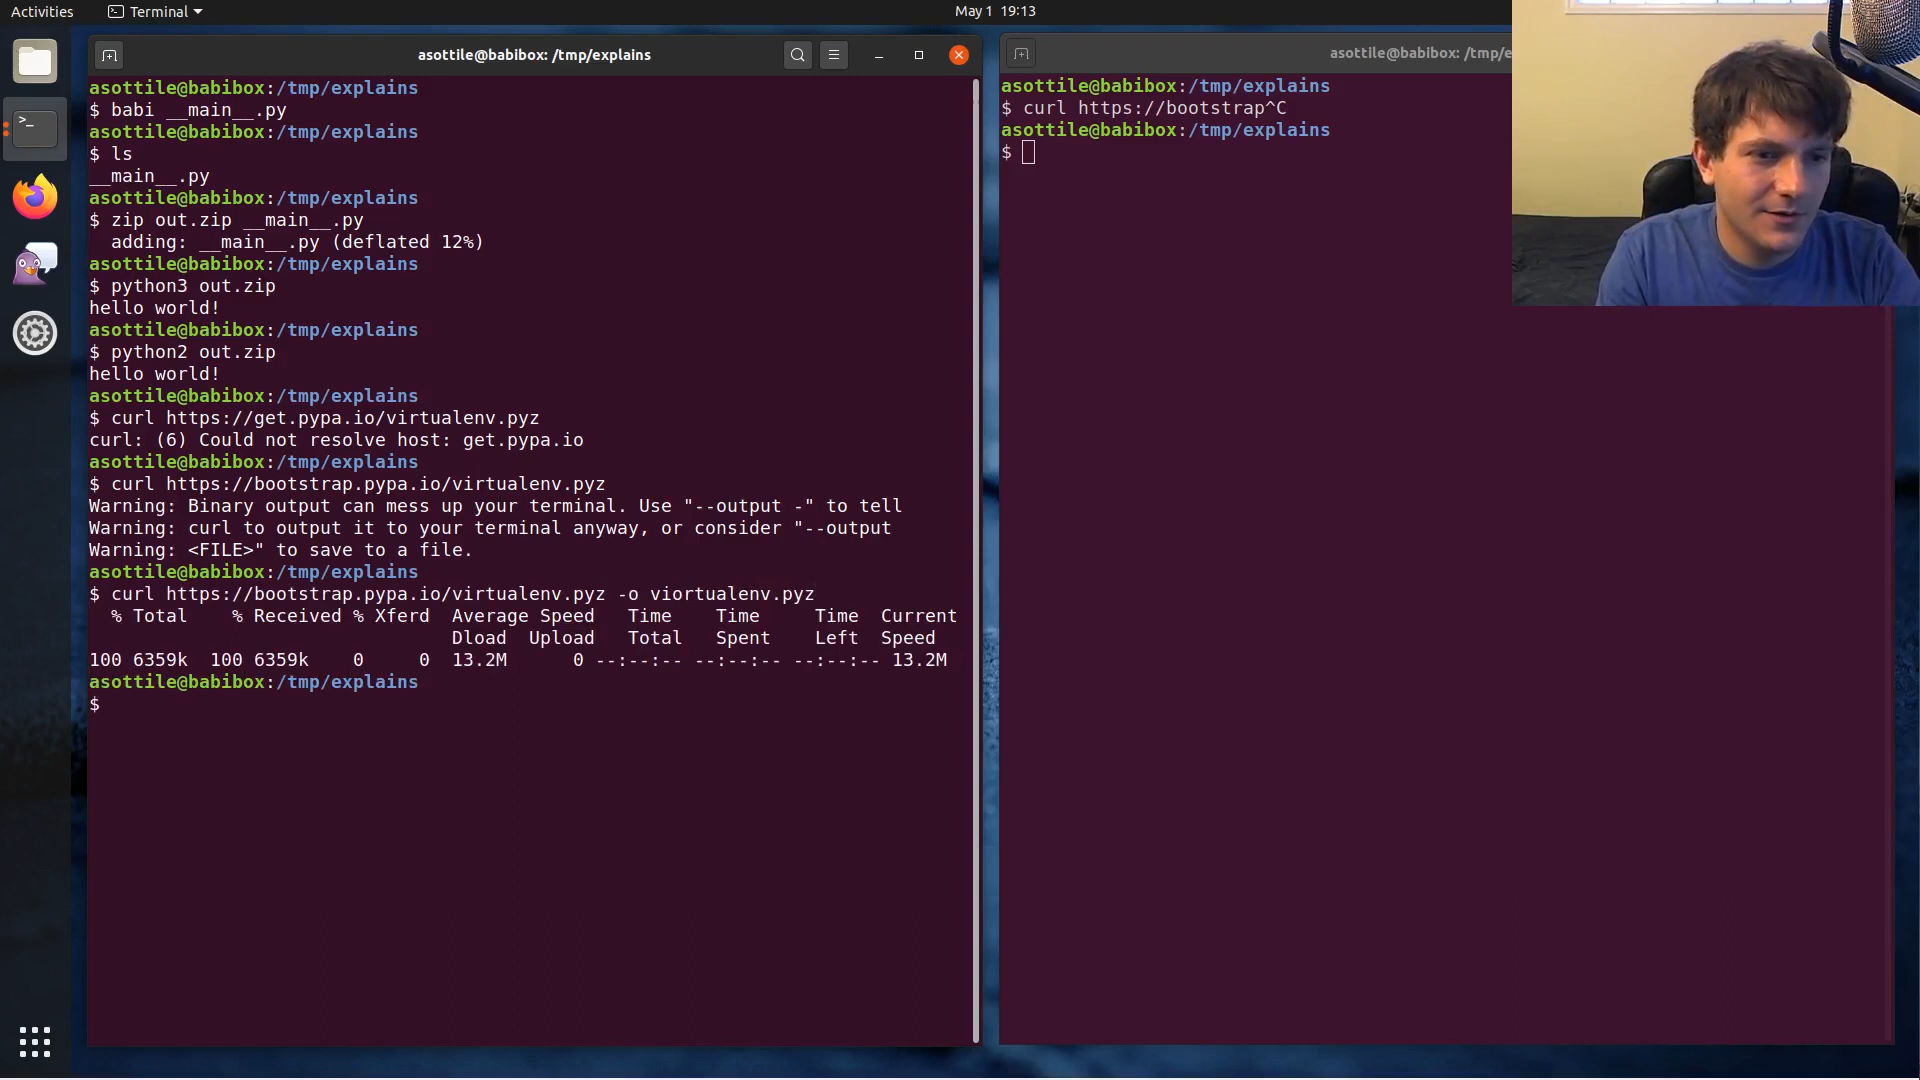 Activities
Terminal
May 1 19:13
asottile@babibox: /tmp/explains
asottile@babibox:/tmp/explains
$ babi __main__.py
asottile@babibox:/tmp/explains
$ ls
__main__.py
asottile@babibox:/tmp/explains
$ zip out.zip __main__.py
  adding: __main__.py (deflated 12%)
asottile@babibox:/tmp/explains
$ python3 out.zip
hello world!
asottile@babibox:/tmp/explains
$ python2 out.zip
hello world!
asottile@babibox:/tmp/explains
$ curl https://get.pypa.io/virtualenv.pyz
curl: (6) Could not resolve host: get.pypa.io
asottile@babibox:/tmp/explains
$ curl https://bootstrap.pypa.io/virtualenv.pyz
Warning: Binary output can mess up your terminal. Use "--output -" to tell
Warning: curl to output it to your terminal anyway, or consider "--output
Warning: <FILE>" to save to a file.
asottile@babibox:/tmp/explains
$ curl https://bootstrap.pypa.io/virtualenv.pyz -o viortualenv.pyz
  % Total    % Received % Xferd  Average Speed   Time    Time     Time  Current
                                 Dload  Upload   Total   Spent    Left  Speed
100 6359k  100 6359k    0     0  13.2M      0 --:--:-- --:--:-- --:--:-- 13.2M
asottile@babibox:/tmp/explains
$
asottile@babibox: /tmp/e
asottile@babibox:/tmp/explains
$ curl https://bootstrap^C
asottile@babibox:/tmp/explains
$